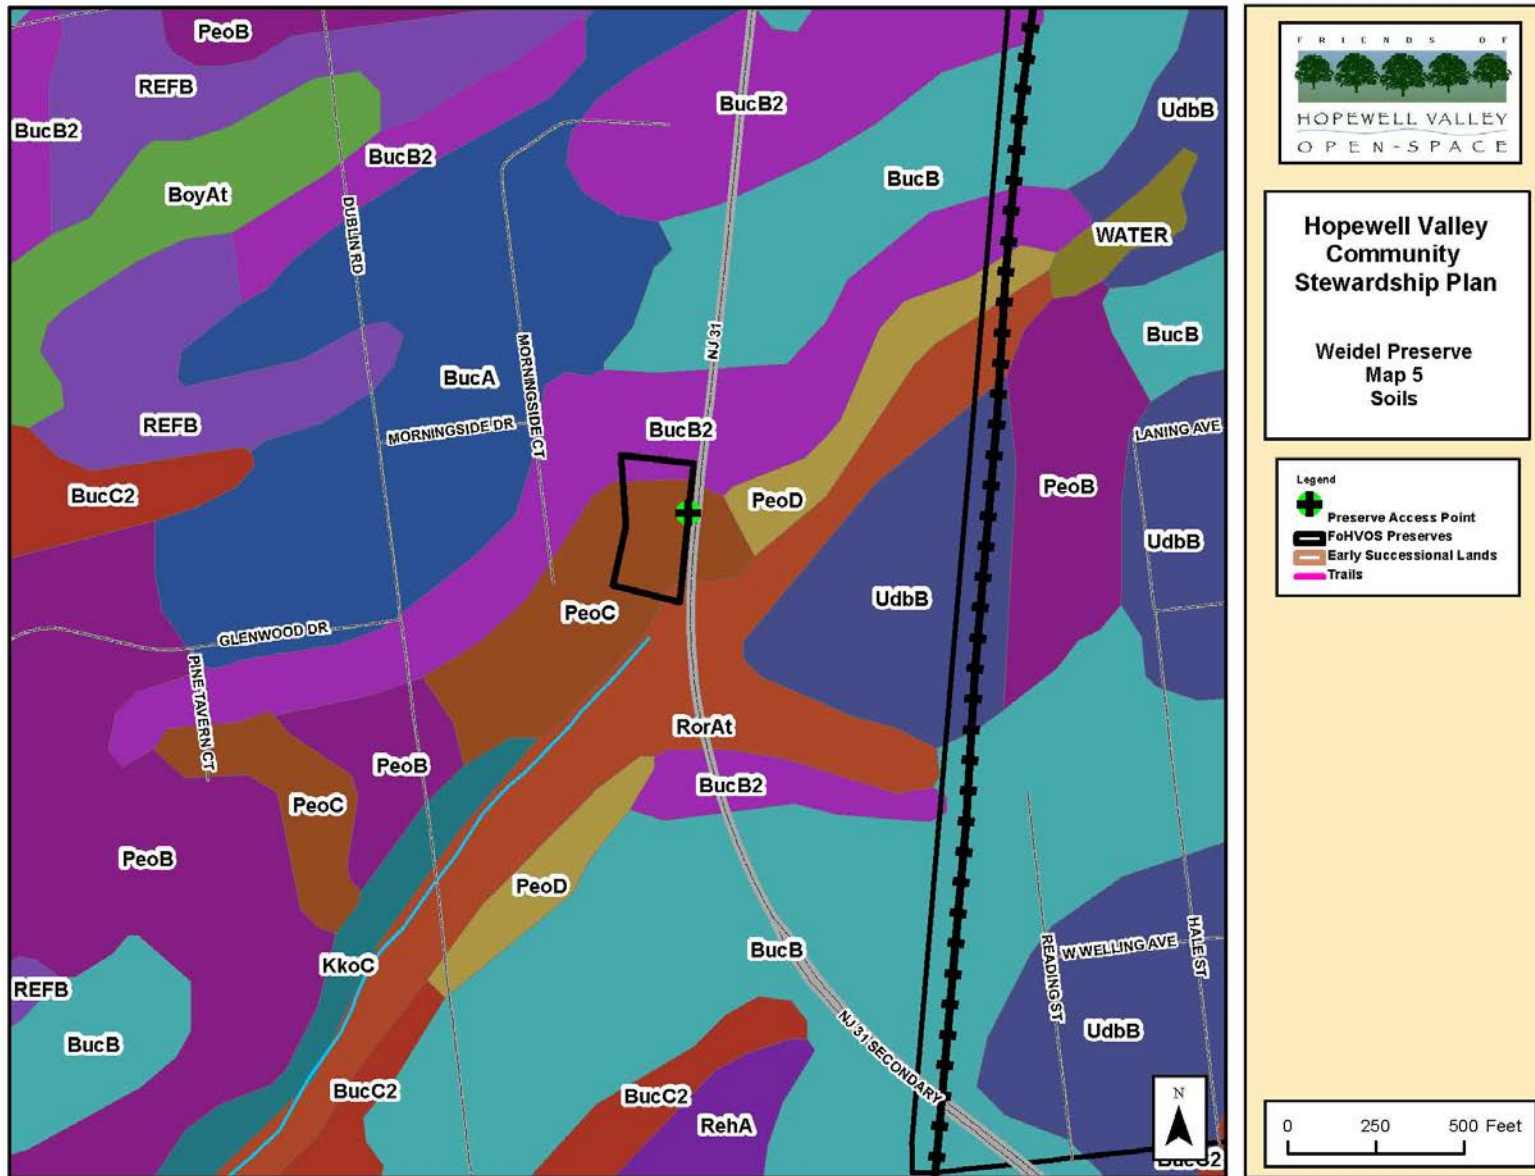 PeoB
REFB
BucB2
BucB2
UdbB
BucB2
BucB
BoyAt
DUBLIN RD
WATER
NJ 31
BucB
MORNINGSIDE CT
BucA
MORNINGSIDE DR
REFB
BucB2
LANING AVE
BucC2
PeoD
PeoB
UdbB
PeoC
UdbB
GLENWOOD DR
PINE TAVERN CT
RorAt
PeoB
BucB2
PeoC
PeoB
PeoD
BucB
READING ST
W WELLING AVE
HALE ST
KkoC
REFB
BucB
UdbB
NJ 31 SECONDARY
BucC2
BucC2
RehA
N
FRIENDS OF
HOPEWELL VALLEY
OPEN-SPACE
Hopewell Valley
Community
Stewardship Plan
Weidel Preserve
Map 5
Soils
Legend
Preserve Access Point
FoHVOS Preserves
Early Successional Lands
Trails
0 250 500 Feet